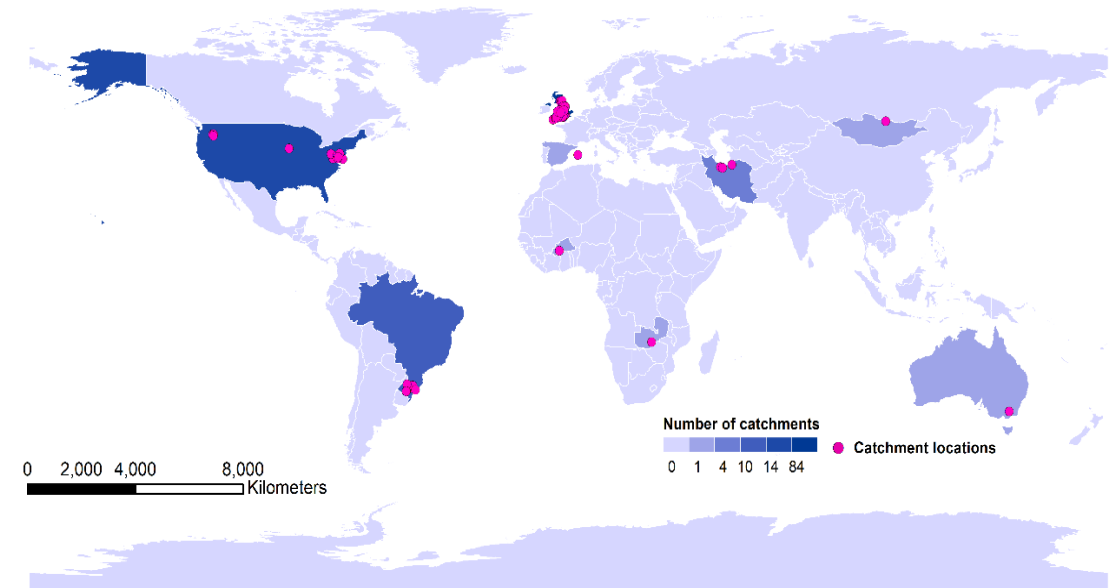 Number of catchments
0 1 4 10 14 84
Catchment locations
0 2,000 4,000 8,000
Kilometers